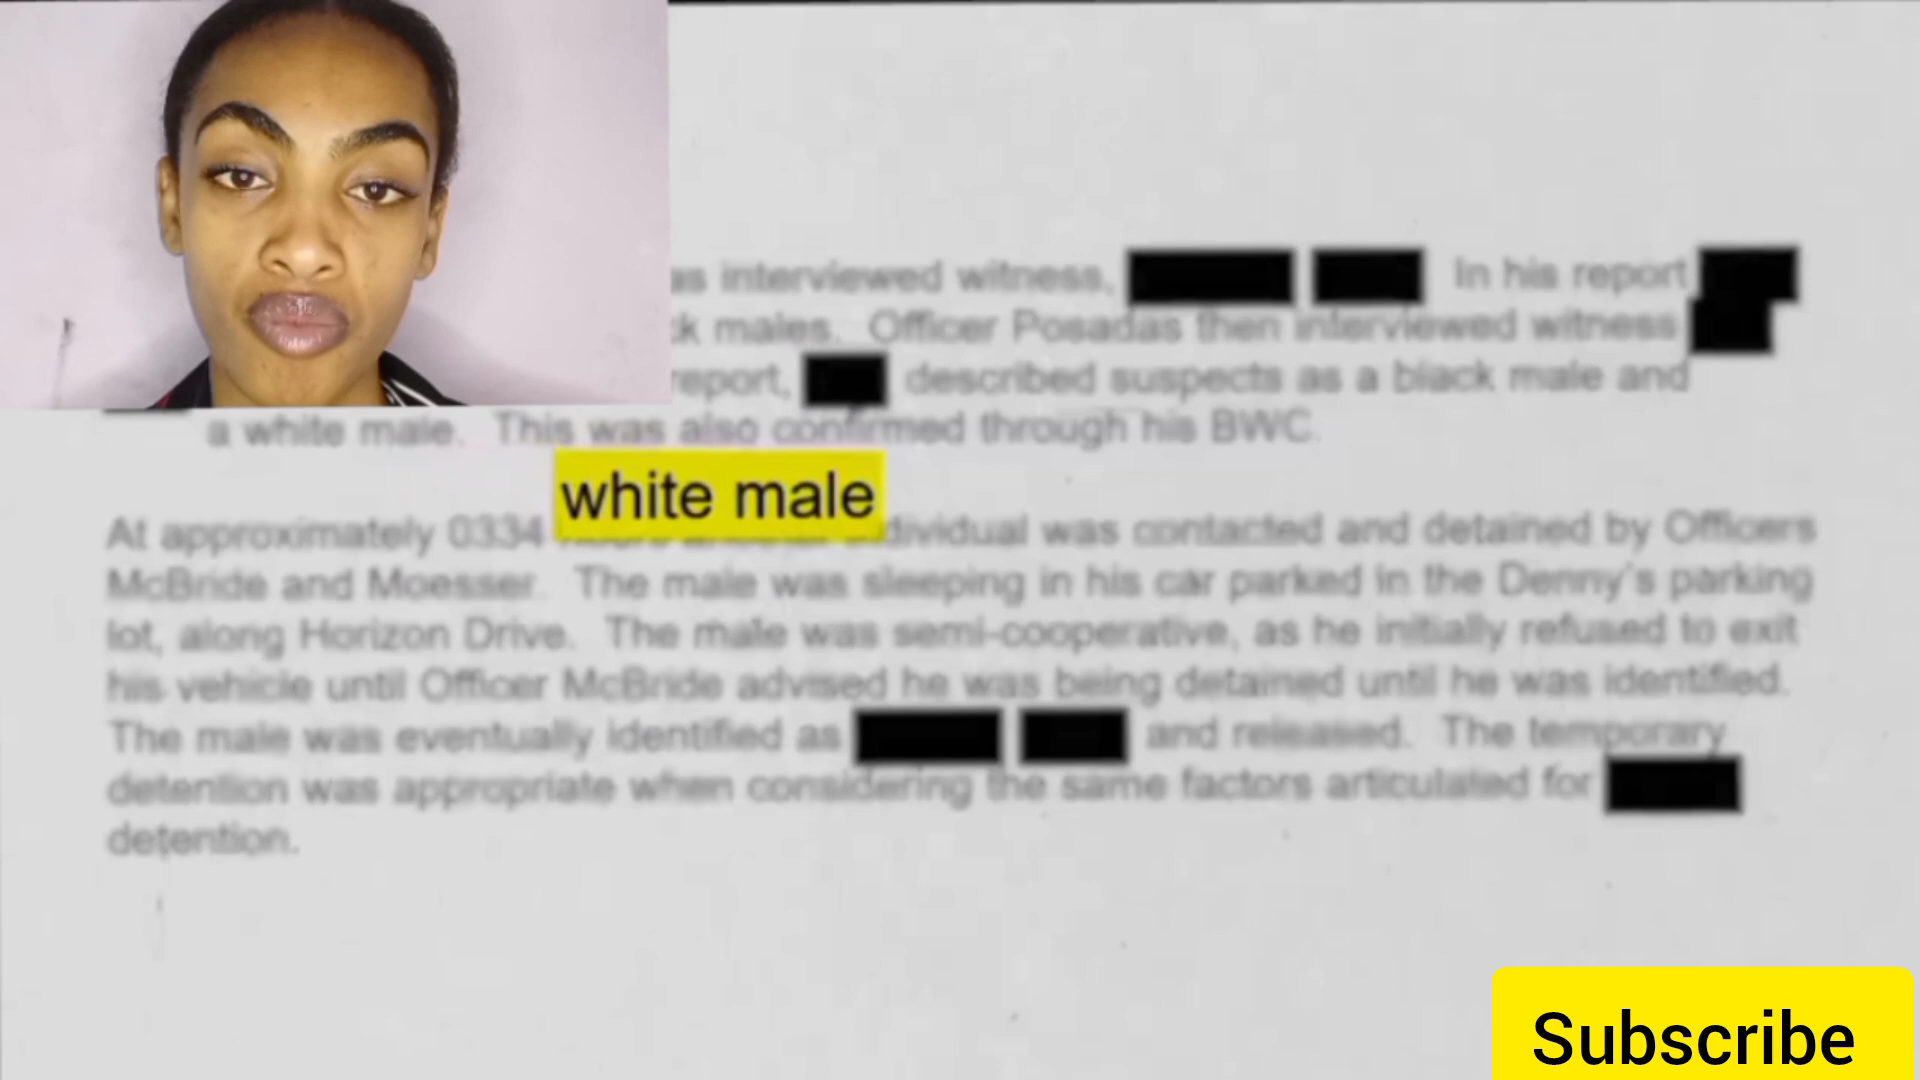 as interviewed witness, In his report
ck males. Officer Posadas then interviewed witness
report, described suspects as a black male and
a white male. This was also confirmed through his BWC.
white male
At approximately 0334 dividual was contacted and detained by Officers
McBride and Moesser. The male was sleeping in his car parked in the Denny's parking
lot, along Horizon Drive. The male was semi-cooperative, as he initially refused to exit
his vehicle until Officer McBride advised he was being detained until he was identified.
The male was eventually identified as and released. The temporary
detention was appropriate when considering the same factors articulated for
detention.
Subscribe